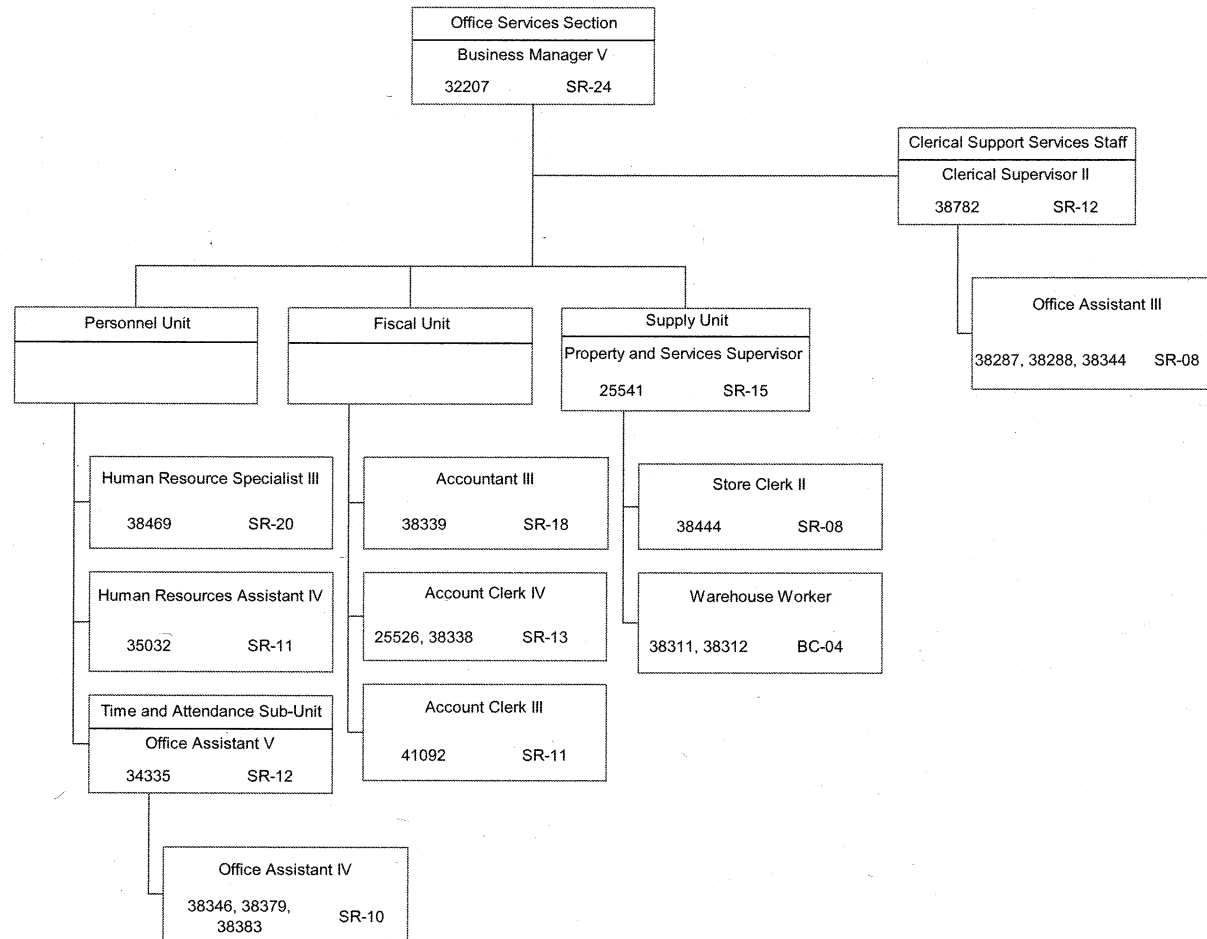 Office Services Section
Business Manager V
32207 SR-24
Clerical Support Services Staff
Clerical Supervisor II
38782 SR-12
Office Assistant III
38287, 38288, 38344 SR-08
Personnel Unit
Human Resource Specialist III
38469 SR-20
Human Resources Assistant IV
35032 SR-11
Time and Attendance Sub-Unit
Office Assistant V
34335 SR-12
Office Assistant IV
38346, 38379,
38383 SR-10
Fiscal Unit
Accountant III
38339 SR-18
Account Clerk IV
25526, 38338 SR-13
Account Clerk III
41092 SR-11
Supply Unit
Property and Services Supervisor
25541 SR-15
Store Clerk II
38444 SR-08
Warehouse Worker
38311, 38312 BC-04